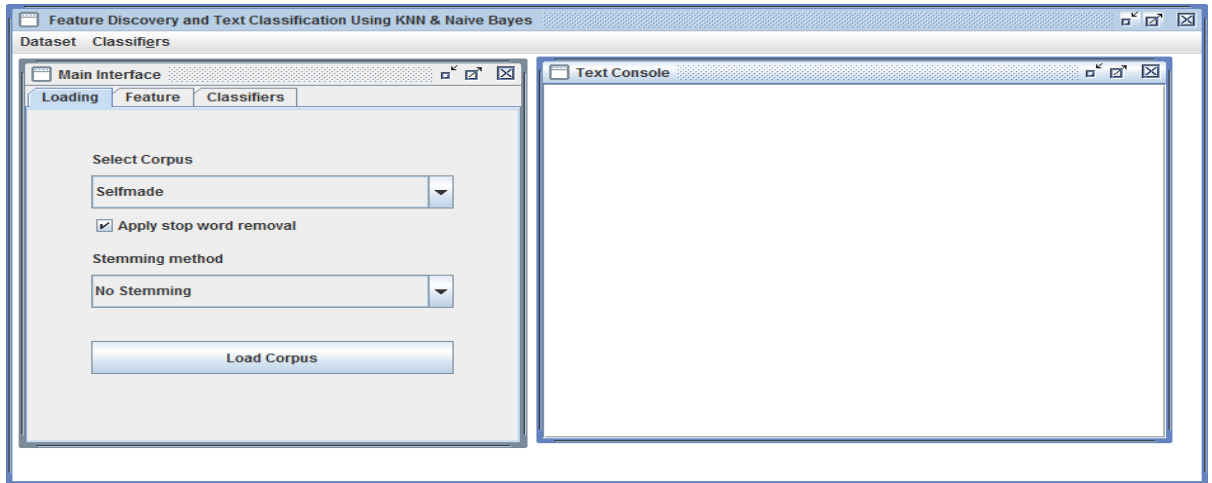 Feature Discovery and Text Classification Using KNN & Naive Bayes
Dataset Classifiers
Main Interface
Loading Feature Classifiers
Select Corpus
Selfmade
Apply stop word removal
Stemming method
No Stemming
Load Corpus
Text Console